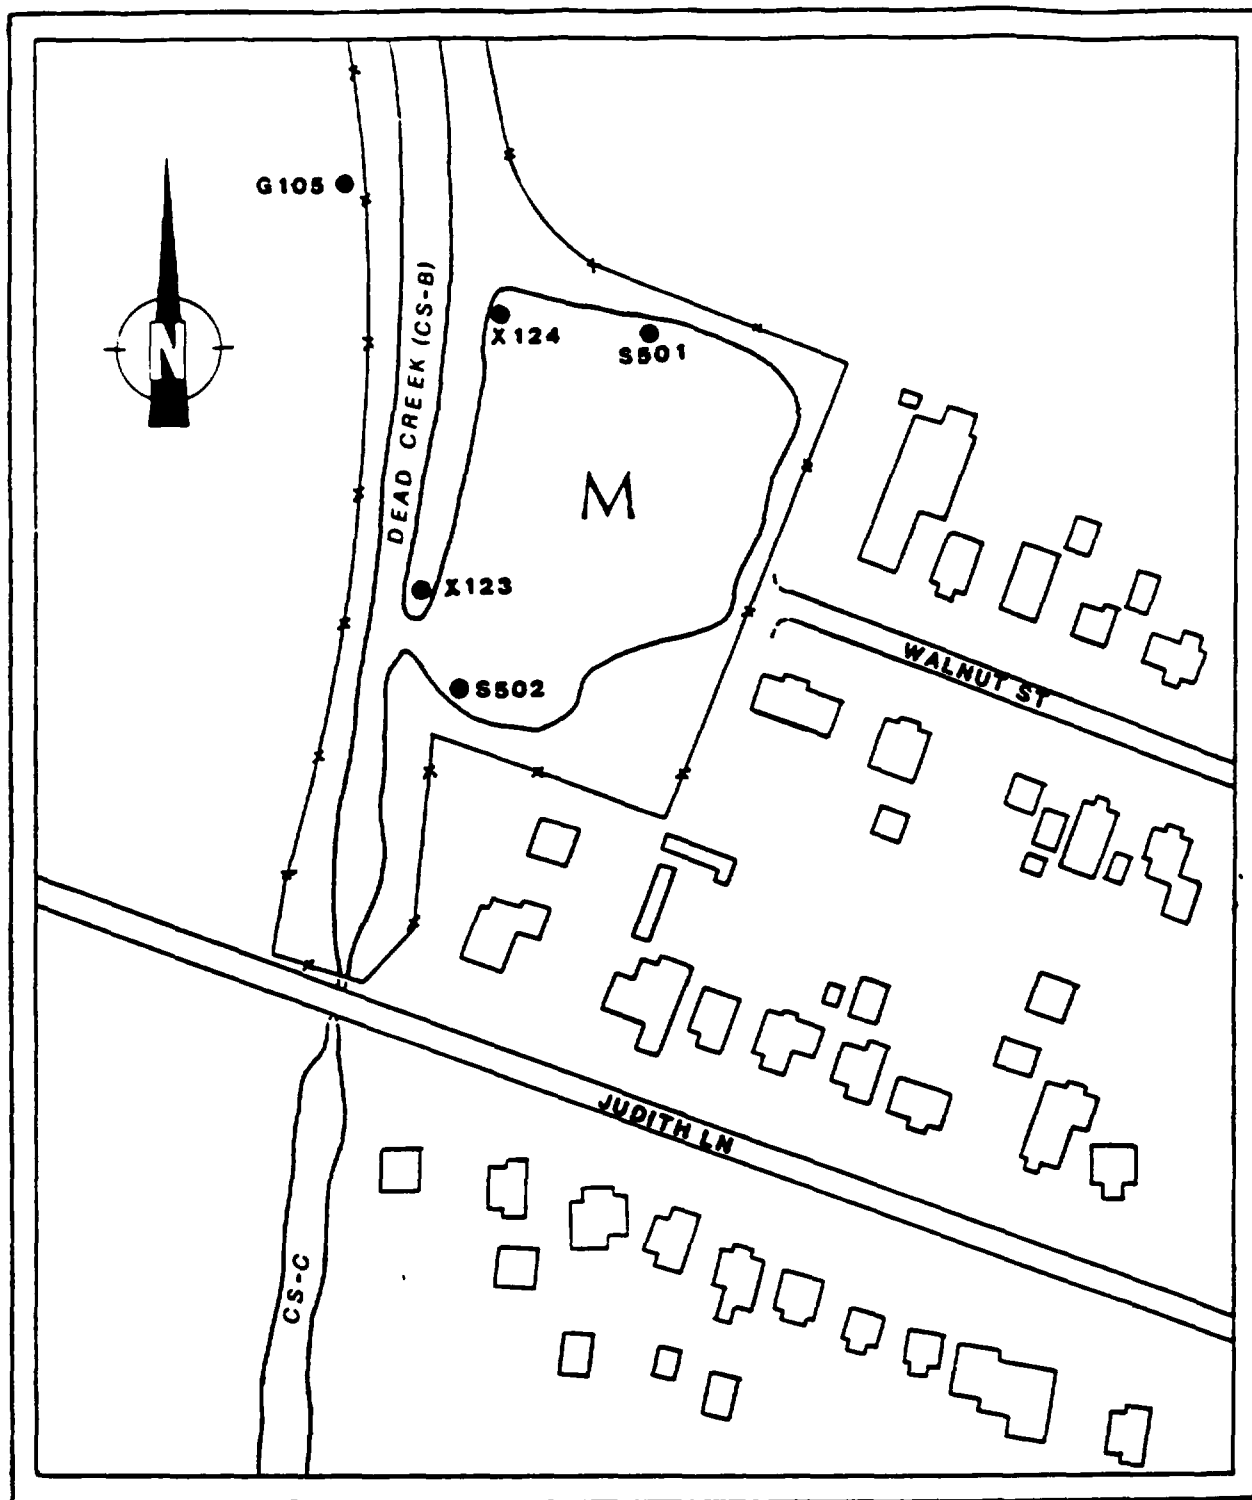 G105
N
DEAD CREEK (CS-B)
X124
S501
M
X123
S502
WALNUT ST
JUDITH LN
CS-C